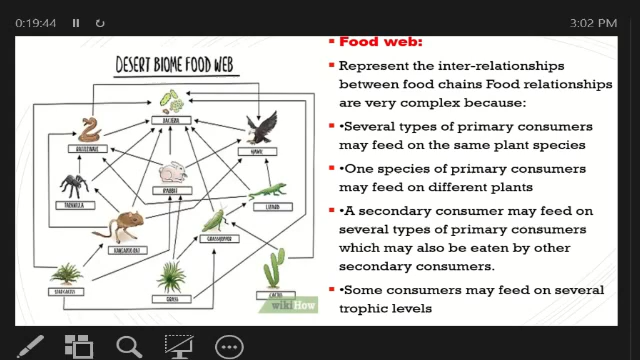 0:19:44
3:02 PM
DESERT BIOME FOOD WEB
BACTERIA
RATTLESNAKE
HAWK
TARANTULA
RABBIT
LIZARD
KANGAROO RAT
GRASSHOPPER
GRASS
CACTUS
wikiHow
Food web:
Represent the inter-relationships
between food chains Food relationships
are very complex because:
•Several types of primary consumers
may feed on the same plant species
•One species of primary consumers
may feed on different plants
•A secondary consumer may feed on
several types of primary consumers
which may also be eaten by other
secondary consumers.
•Some consumers may feed on several
trophic levels